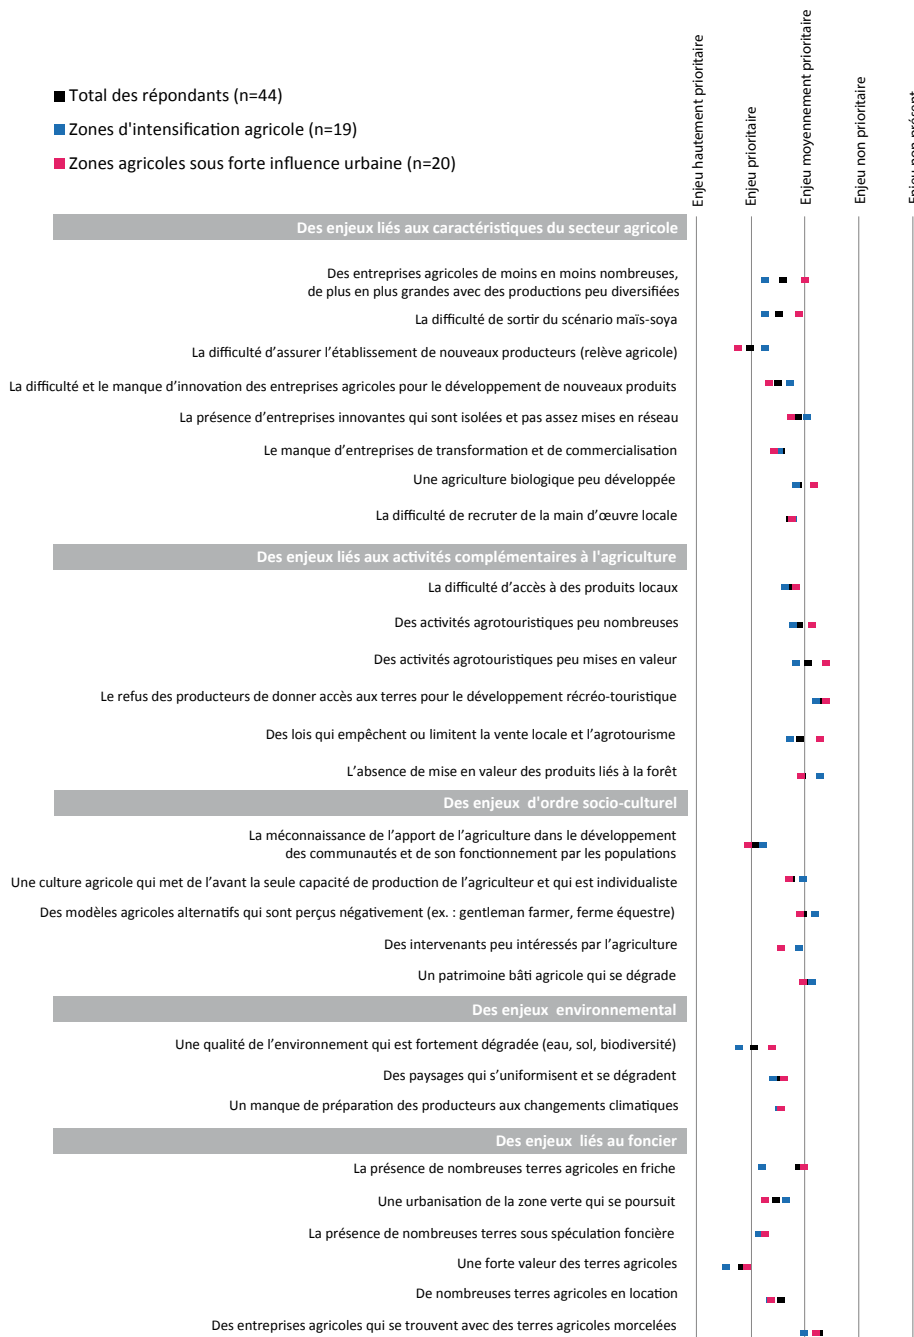 Total des répondants (n=44)
Zones d'intensification agricole (n=19)
Zones agricoles sous forte influence urbaine (n=20)
Enjeu hautement prioritaire
Enjeu prioritaire
Enjeu moyennement prioritaire
Enjeu non prioritaire
Enjeu non présent
Des enjeux liés aux caractéristiques du secteur agricole
Des entreprises agricoles de moins en moins nombreuses,
de plus en plus grandes avec des productions peu diversifiées
La difficulté de sortir du scénario maïs-soya
La difficulté d’assurer l’établissement de nouveaux producteurs (relève agricole)
La difficulté et le manque d’innovation des entreprises agricoles pour le développement de nouveaux produits
La présence d’entreprises innovantes qui sont isolées et pas assez mises en réseau
Le manque d’entreprises de transformation et de commercialisation
Une agriculture biologique peu développée
La difficulté de recruter de la main d’œuvre locale
Des enjeux liés aux activités complémentaires à l'agriculture
La difficulté d’accès à des produits locaux
Des activités agrotouristiques peu nombreuses
Des activités agrotouristiques peu mises en valeur
Le refus des producteurs de donner accès aux terres pour le développement récréo-touristique
Des lois qui empêchent ou limitent la vente locale et l’agrotourisme
L’absence de mise en valeur des produits liés à la forêt
Des enjeux d'ordre socio-culturel
La méconnaissance de l’apport de l’agriculture dans le développement
des communautés et de son fonctionnement par les populations
Une culture agricole qui met de l’avant la seule capacité de production de l’agriculteur et qui est individualiste
Des modèles agricoles alternatifs qui sont perçus négativement (ex. : gentleman farmer, ferme équestre)
Des intervenants peu intéressés par l’agriculture
Un patrimoine bâti agricole qui se dégrade
Des enjeux environnemental
Une qualité de l’environnement qui est fortement dégradée (eau, sol, biodiversité)
Des paysages qui s’uniformisent et se dégradent
Un manque de préparation des producteurs aux changements climatiques
Des enjeux liés au foncier
La présence de nombreuses terres agricoles en friche
Une urbanisation de la zone verte qui se poursuit
La présence de nombreuses terres sous spéculation foncière
Une forte valeur des terres agricoles
De nombreuses terres agricoles en location
Des entreprises agricoles qui se trouvent avec des terres agricoles morcelées